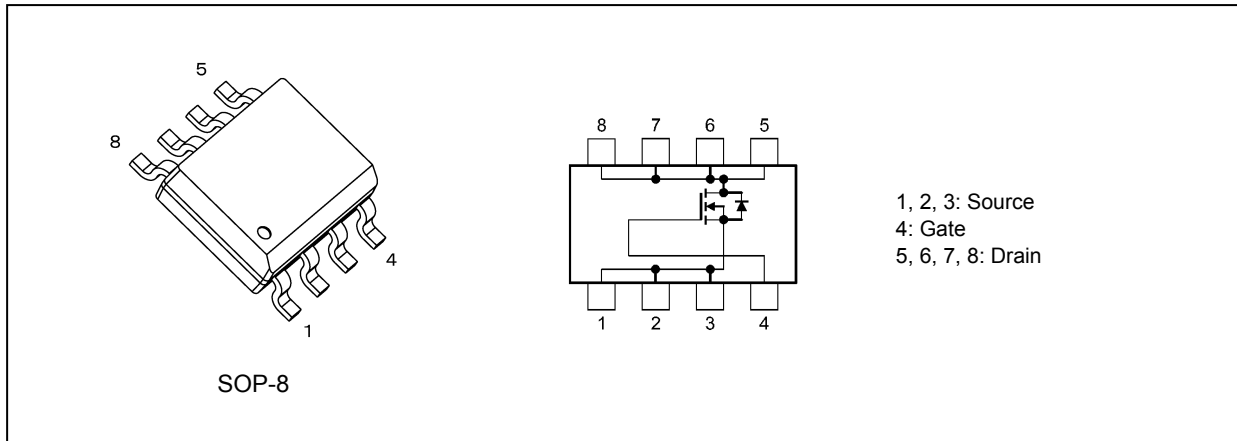 5
8
4
1
SOP-8
8 7 6 5
1 2 3 4
1, 2, 3: Source
4: Gate
5, 6, 7, 8: Drain